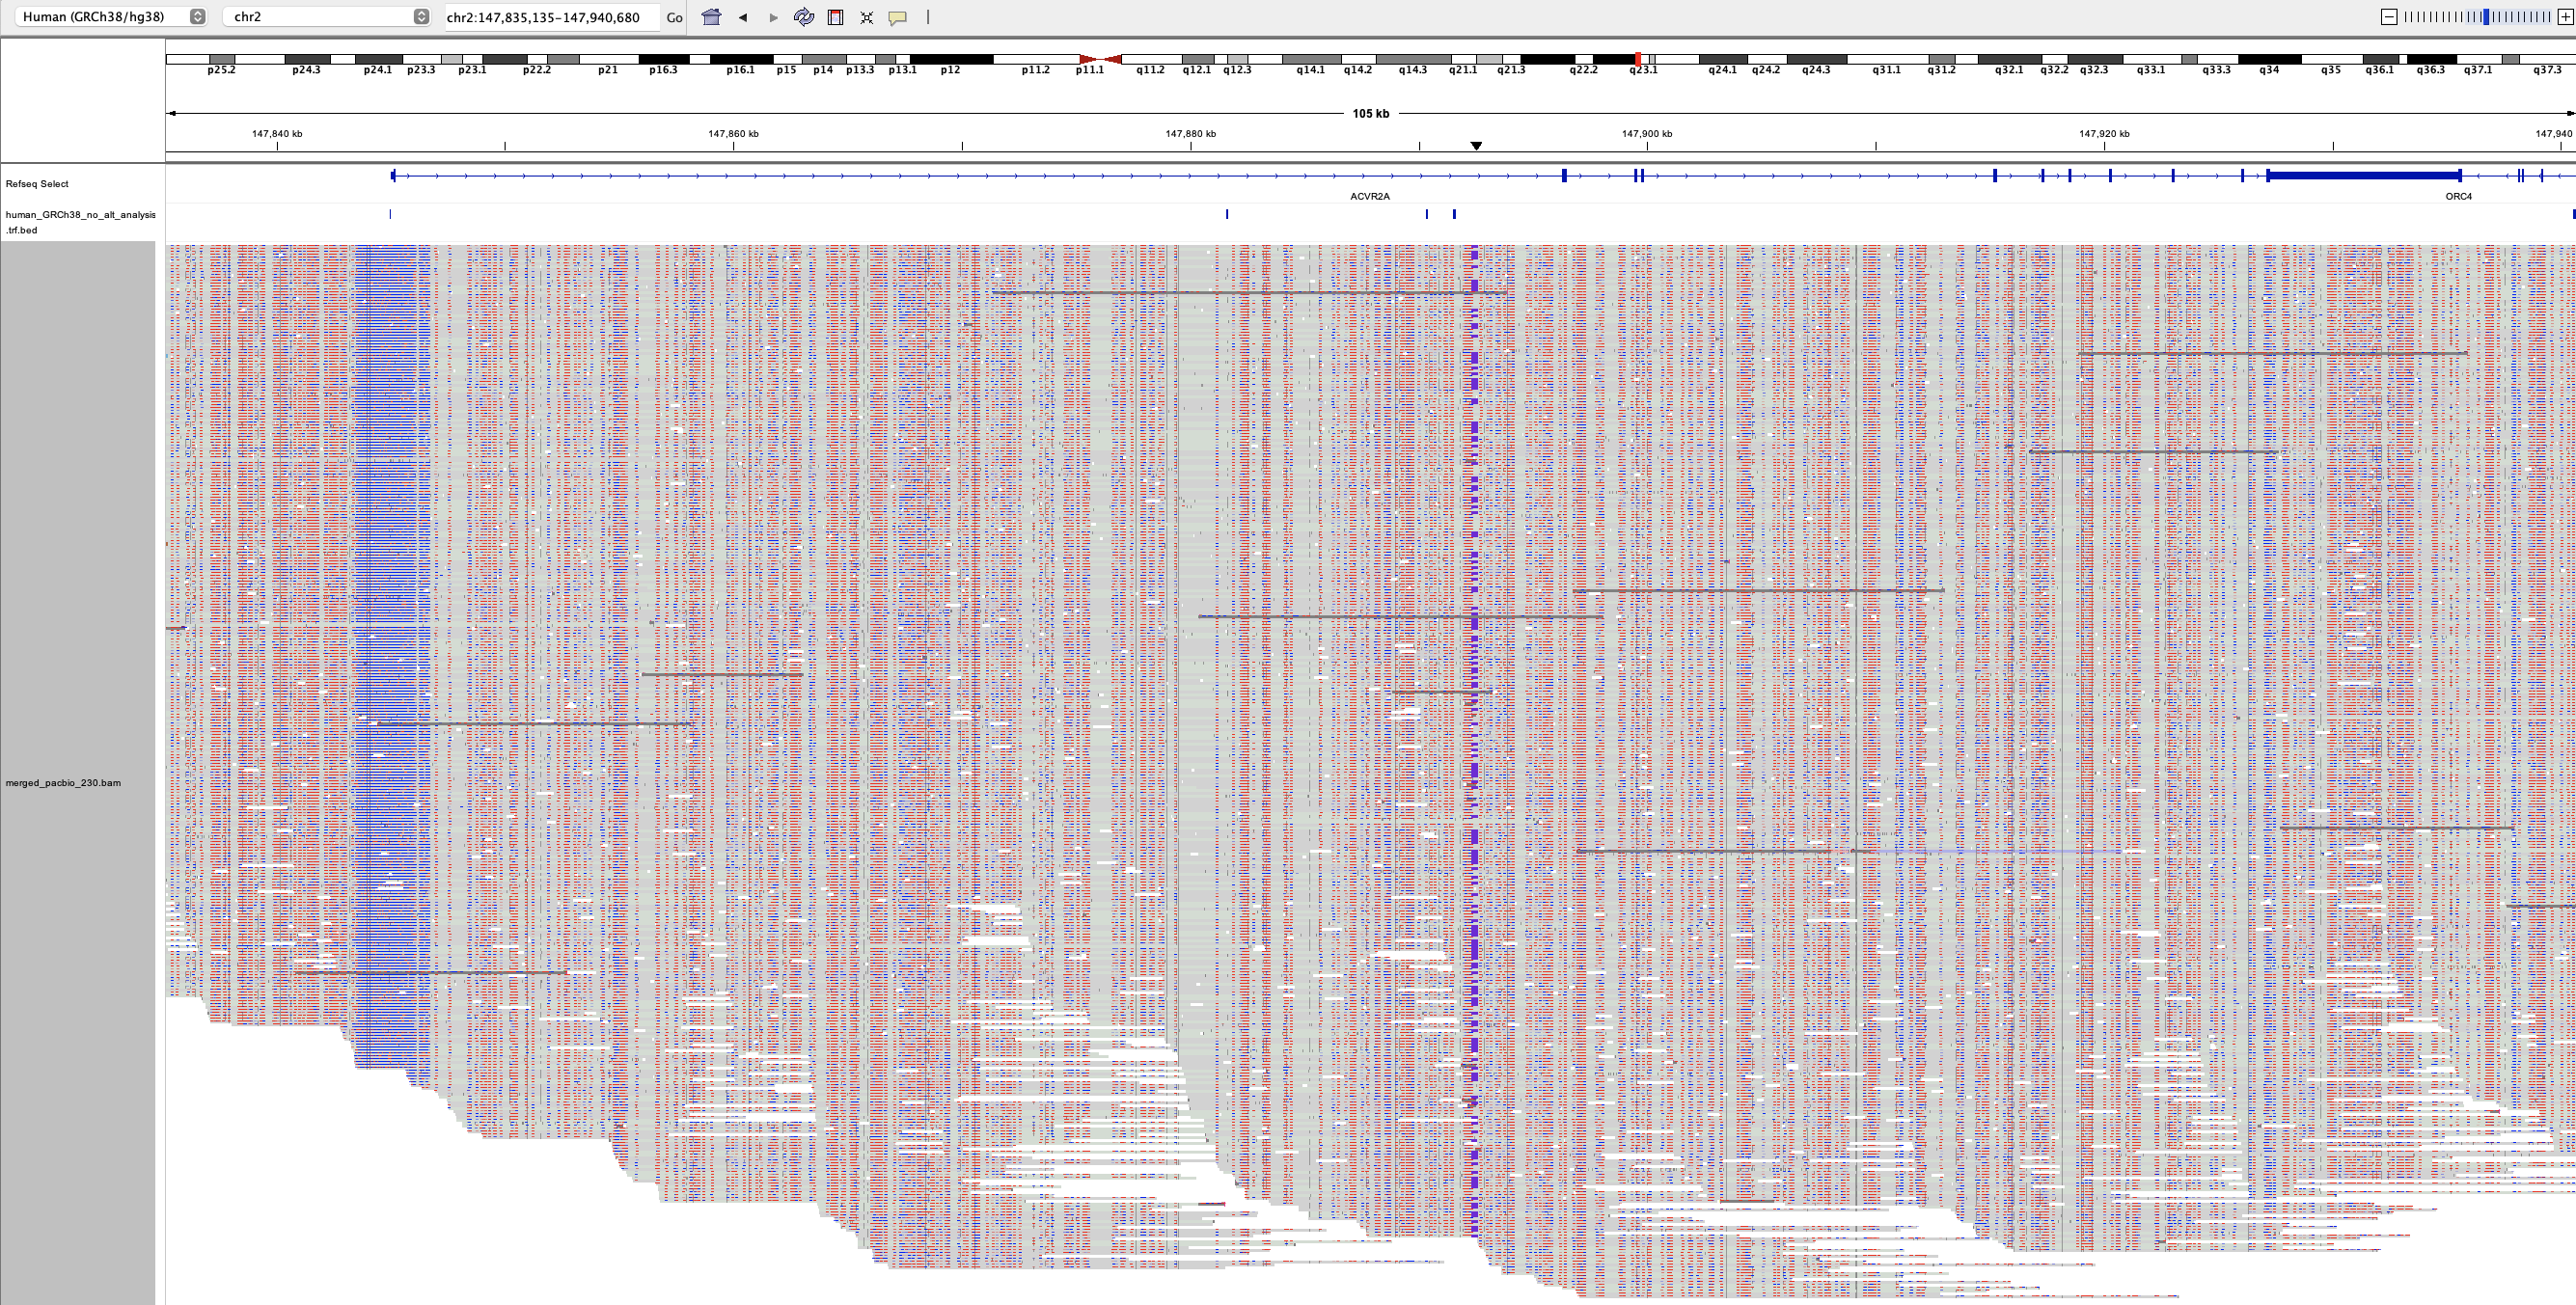 Human (GRCh38/hg38) chr2 chr2:147,835,135-147,940,680 Go
p25.2 p24.3 p24.1 p23.3 p23.1 p22.2 p21 p16.3 p16.1 p15 p14 p13.3 p13.1 p12 p11.2 p11.1 q11.2 q12.1 q12.3 q14.1 q14.2 q14.3 q21.1 q21.3 q22.2 q23.1 q24.1 q24.2 q24.3 q31.1 q31.2 q32.1 q32.2 q32.3 q33.1 q33.3 q34 q35 q36.1 q36.3 q37.1 q37.3
105 kb
147,840 kb 147,860 kb 147,880 kb 147,900 kb 147,920 kb 147,940
Refseq Select
ACVR2A ORC4
human_GRCh38_no_alt_analysis
.trf.bed
merged_pacbio_230.bam